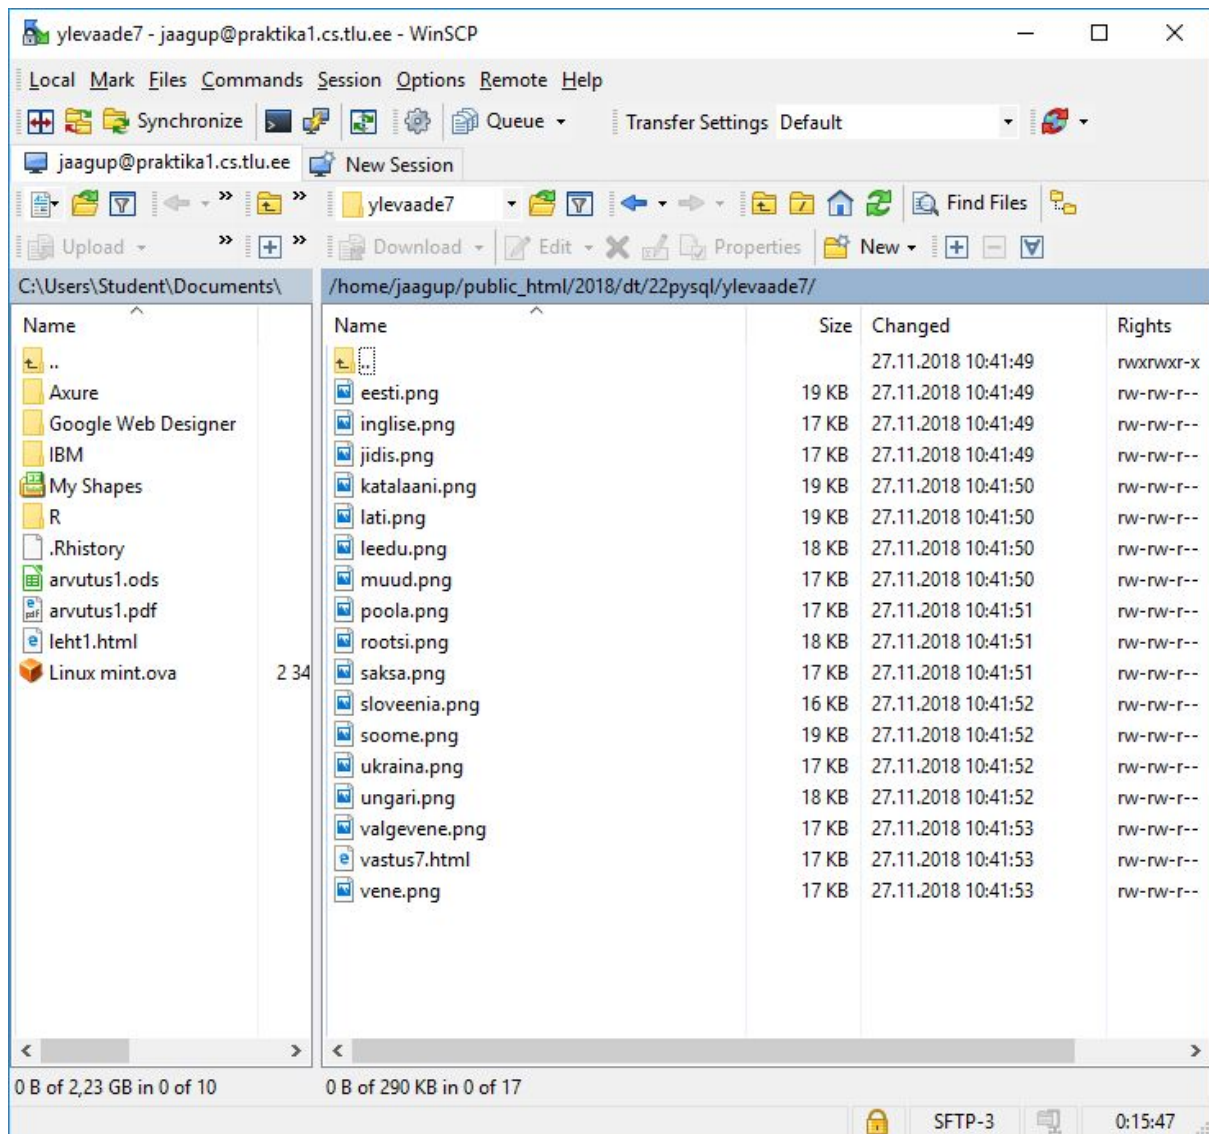 ylevaade7 - jaagup@praktika1.cs.tlu.ee - WinSCP
Local Mark Files Commands Session Options Remote Help
Synchronize Queue Transfer Settings Default
jaagup@praktika1.cs.tlu.ee New Session
» » ylevaade7 Find Files
Upload » » Download Edit Properties New
C:\Users\Student\Documents\ /home/jaagup/public_html/2018/dt/22pysql/ylevaade7/
Name Name Size Changed Rights
.. .. 27.11.2018 10:41:49 rwxrwxr-x
Axure eesti.png 19 KB 27.11.2018 10:41:49 rw-rw-r--
Google Web Designer inglise.png 17 KB 27.11.2018 10:41:49 rw-rw-r--
IBM jidis.png 17 KB 27.11.2018 10:41:49 rw-rw-r--
My Shapes katalaani.png 19 KB 27.11.2018 10:41:50 rw-rw-r--
R lati.png 19 KB 27.11.2018 10:41:50 rw-rw-r--
.Rhistory leedu.png 18 KB 27.11.2018 10:41:50 rw-rw-r--
arvutus1.ods muud.png 17 KB 27.11.2018 10:41:50 rw-rw-r--
arvutus1.pdf poola.png 17 KB 27.11.2018 10:41:51 rw-rw-r--
leht1.html rootsi.png 18 KB 27.11.2018 10:41:51 rw-rw-r--
Linux mint.ova 2 34 saksa.png 17 KB 27.11.2018 10:41:51 rw-rw-r--
sloveenia.png 16 KB 27.11.2018 10:41:52 rw-rw-r--
soome.png 19 KB 27.11.2018 10:41:52 rw-rw-r--
ukraina.png 17 KB 27.11.2018 10:41:52 rw-rw-r--
ungari.png 18 KB 27.11.2018 10:41:52 rw-rw-r--
valgevene.png 17 KB 27.11.2018 10:41:53 rw-rw-r--
vastus7.html 17 KB 27.11.2018 10:41:53 rw-rw-r--
vene.png 17 KB 27.11.2018 10:41:53 rw-rw-r--
0 B of 2,23 GB in 0 of 10 0 B of 290 KB in 0 of 17
SFTP-3 0:15:47